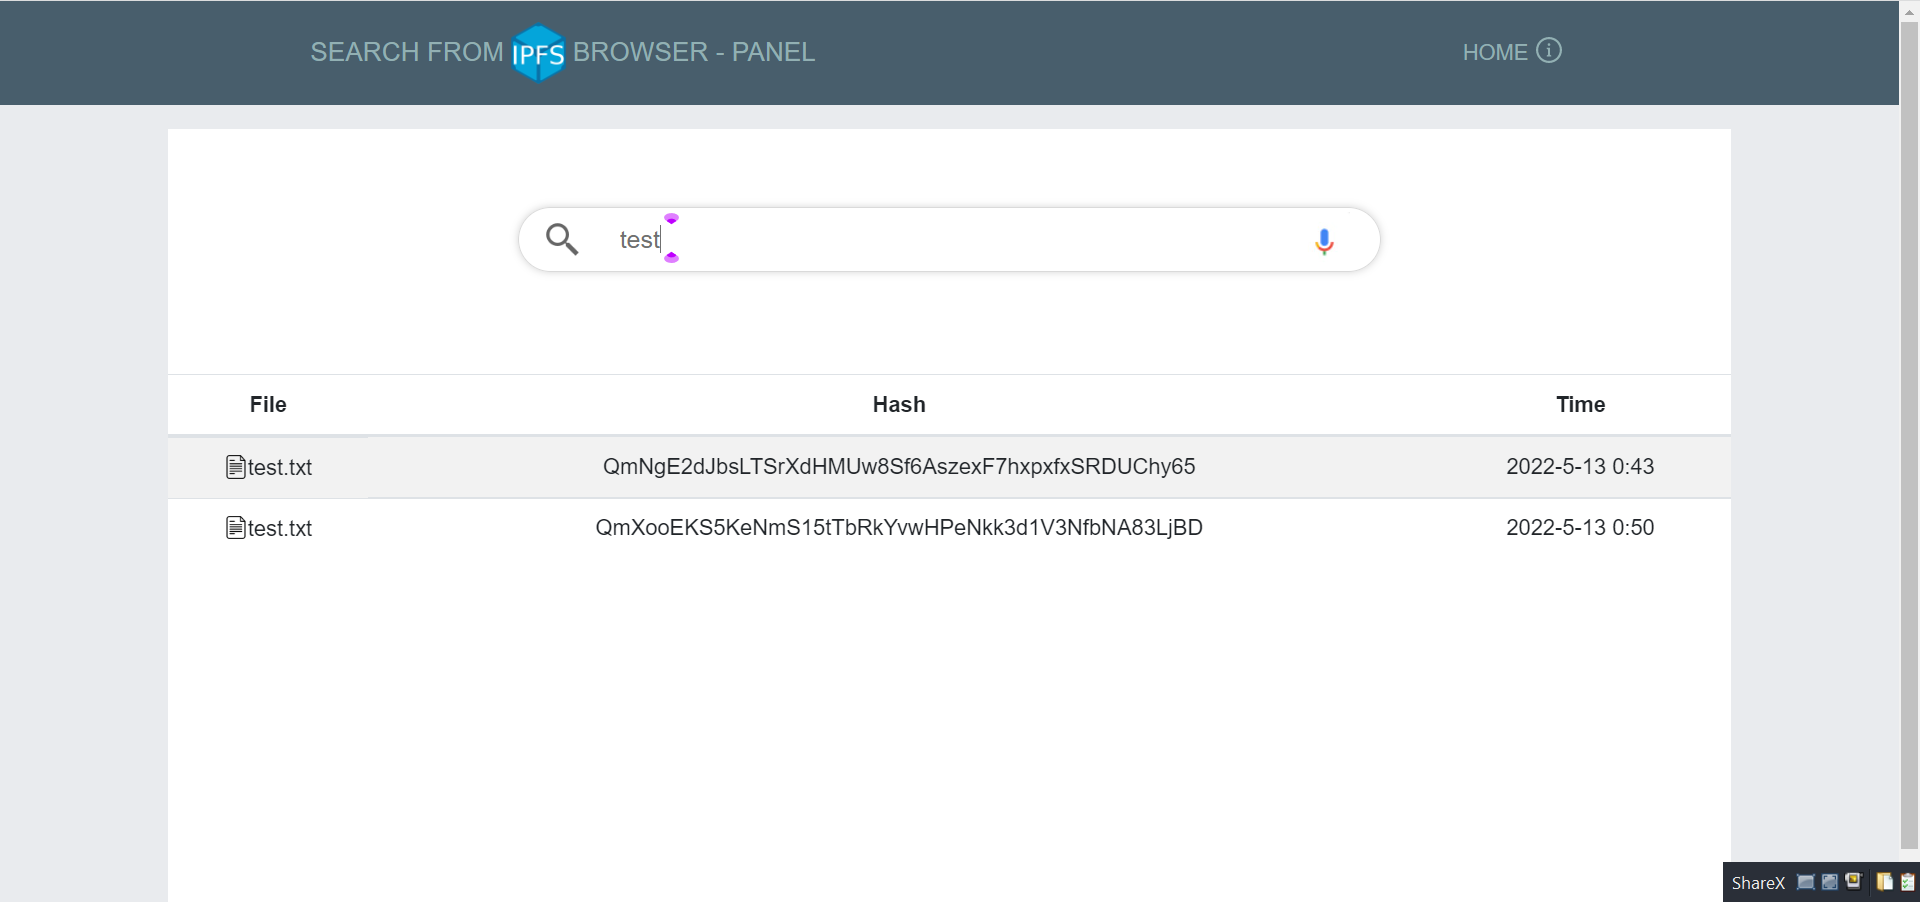 SEARCH FROM IPFS BROWSER - PANEL HOME
test
File Hash Time
test.txt QmNgE2dJbsLTSrXdHMUw8Sf6AszexF7hxpxfxSRDUChy65 2022-5-13 0:43
test.txt QmXooEKS5KeNmS15tTbRkYvwHPeNkk3d1V3NfbNA83LjBD 2022-5-13 0:50
ShareX